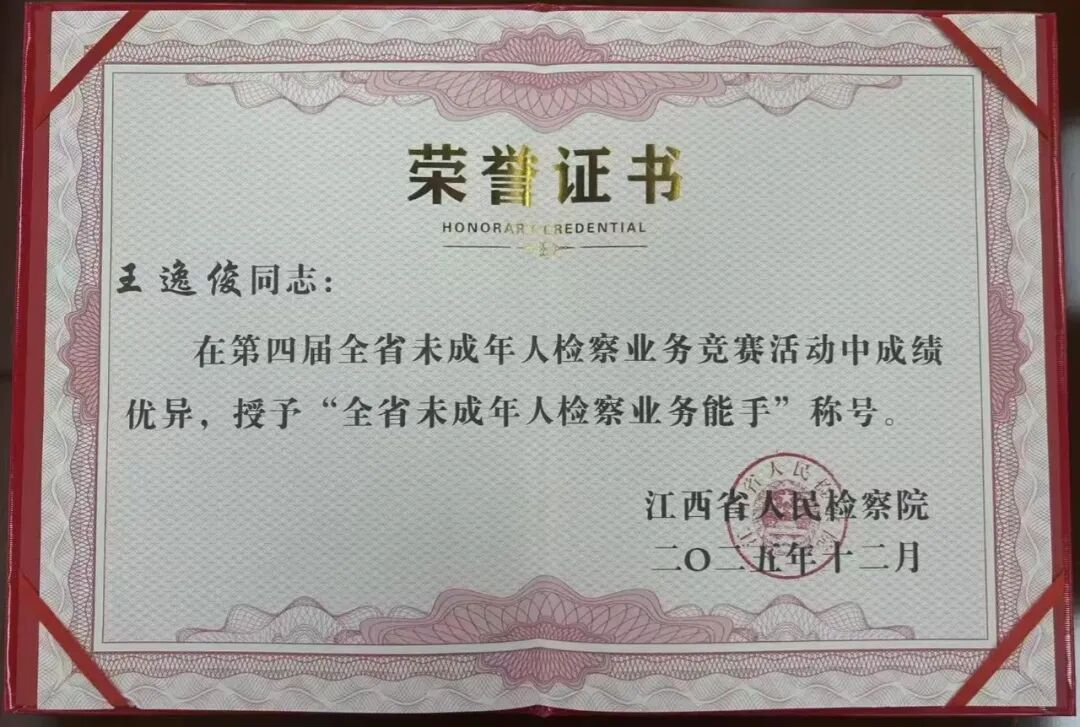 荣誉证书
HONORARY CREDENTIAL
王逸俊同志：
在第四届全省未成年人检察业务竞赛活动中成绩
优异，授予“全省未成年人检察业务能手”称号。
江西省人民检察院
二〇二五年十二月